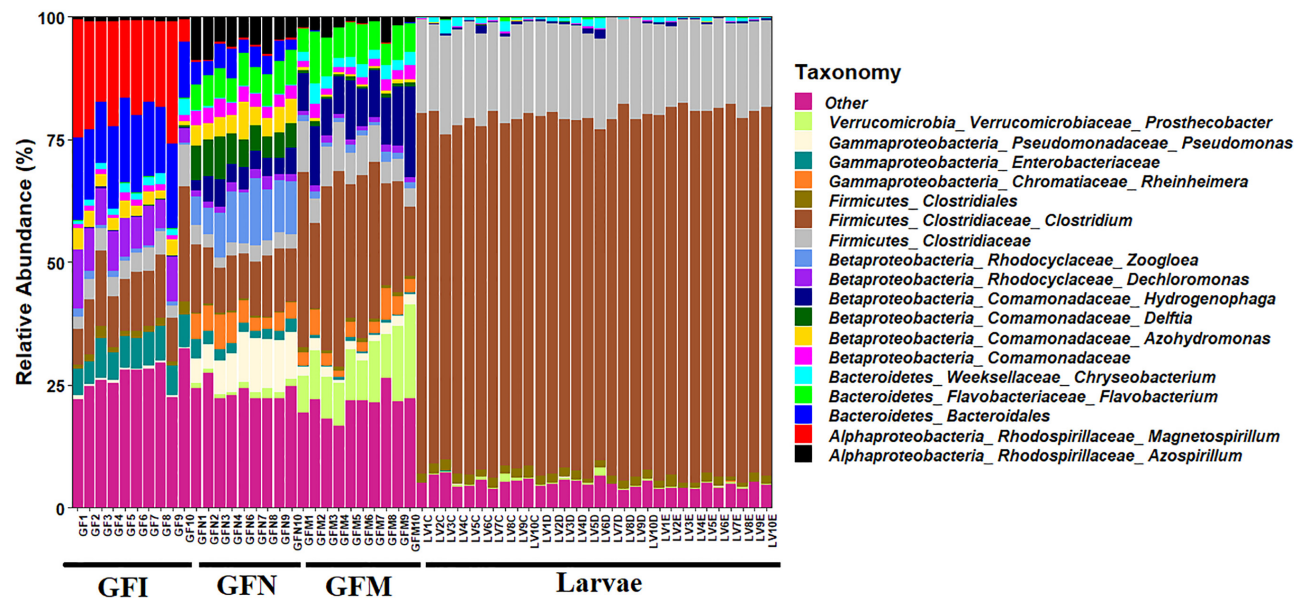 Relative Abundance (%)
100
75
50
25
0
GF1
GF2
GF3
GF4
GF5
GF6
GF7
GF8
GF9
GF10
GFN1
GFN2
GFN3
GFN4
GFN6
GFN7
GFN8
GFN9
GFN10
GFM1
GFM2
GFM3
GFM4
GFM5
GFM6
GFM7
GFM8
GFM9
GFM10
LV1C
LV2C
LV3C
LV4C
LV5C
LV6C
LV7C
LV8C
LV9C
LV10C
LV1D
LV2D
LV3D
LV4D
LV5D
LV6D
LV7D
LV8D
LV9D
LV10D
LV1E
LV2E
LV3E
LV4E
LV5E
LV6E
LV7E
LV8E
LV9E
LV10E
GFI
GFN
GFM
Larvae
Taxonomy
Other
Verrucomicrobia_ Verrucomicrobiaceae_ Prosthecobacter
Gammaproteobacteria_ Pseudomonadaceae_ Pseudomonas
Gammaproteobacteria_ Enterobacteriaceae
Gammaproteobacteria_ Chromatiaceae_ Rheinheimera
Firmicutes_ Clostridiales
Firmicutes_ Clostridiaceae_ Clostridium
Firmicutes_ Clostridiaceae
Betaproteobacteria_ Rhodocyclaceae_ Zoogloea
Betaproteobacteria_ Rhodocyclaceae_ Dechloromonas
Betaproteobacteria_ Comamonadaceae_ Hydrogenophaga
Betaproteobacteria_ Comamonadaceae_ Delftia
Betaproteobacteria_ Comamonadaceae_ Azohydromonas
Betaproteobacteria_ Comamonadaceae
Bacteroidetes_ Weeksellaceae_ Chryseobacterium
Bacteroidetes_ Flavobacteriaceae_ Flavobacterium
Bacteroidetes_ Bacteroidales
Alphaproteobacteria_ Rhodospirillaceae_ Magnetospirillum
Alphaproteobacteria_ Rhodospirillaceae_ Azospirillum